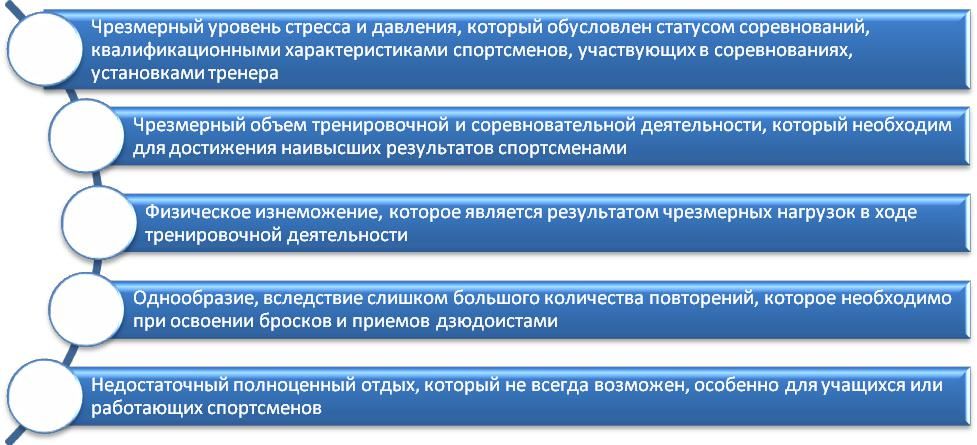 Чрезмерный уровень стресса и давления, который обусловлен статусом соревнований,
квалификационными характеристиками спортсменов, участвующих в соревнованиях,
установками тренера
Чрезмерный объем тренировочной и соревновательной деятельности, который необходим
для достижения наивысших результатов спортсменами
Физическое изнеможение, которое является результатом чрезмерных нагрузок в ходе
тренировочной деятельности
Однообразие, вследствие слишком большого количества повторений, которое необходимо
при освоении бросков и приемов дзюдоистами
Недостаточный полноценный отдых, который не всегда возможен, особенно для учащихся или
работающих спортсменов